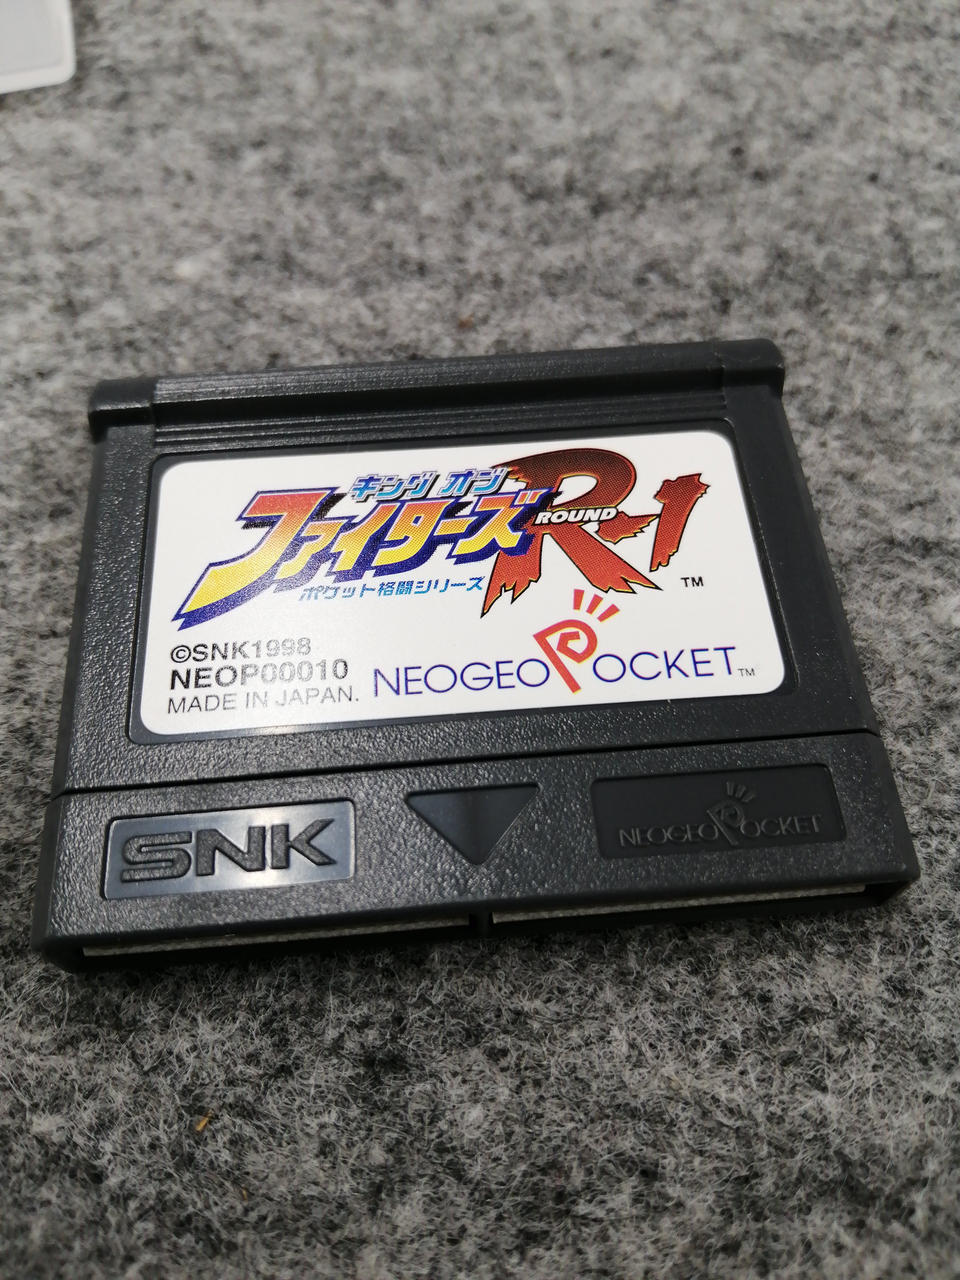 キング オブ
ファイターズ R-1
ROUND
ポケット格闘シリーズ
TM
©SNK1998
NEOP00010
MADE IN JAPAN.
NEOGEO POCKET TM
SNK
NEOGEO POCKET